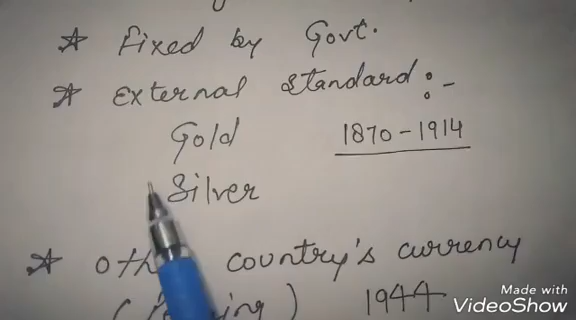 ☆ Fixed by Govt.
☆ External Standard :-
Gold 1870-1914
Silver
☆ country's currency
1944
Made with
VideoShow